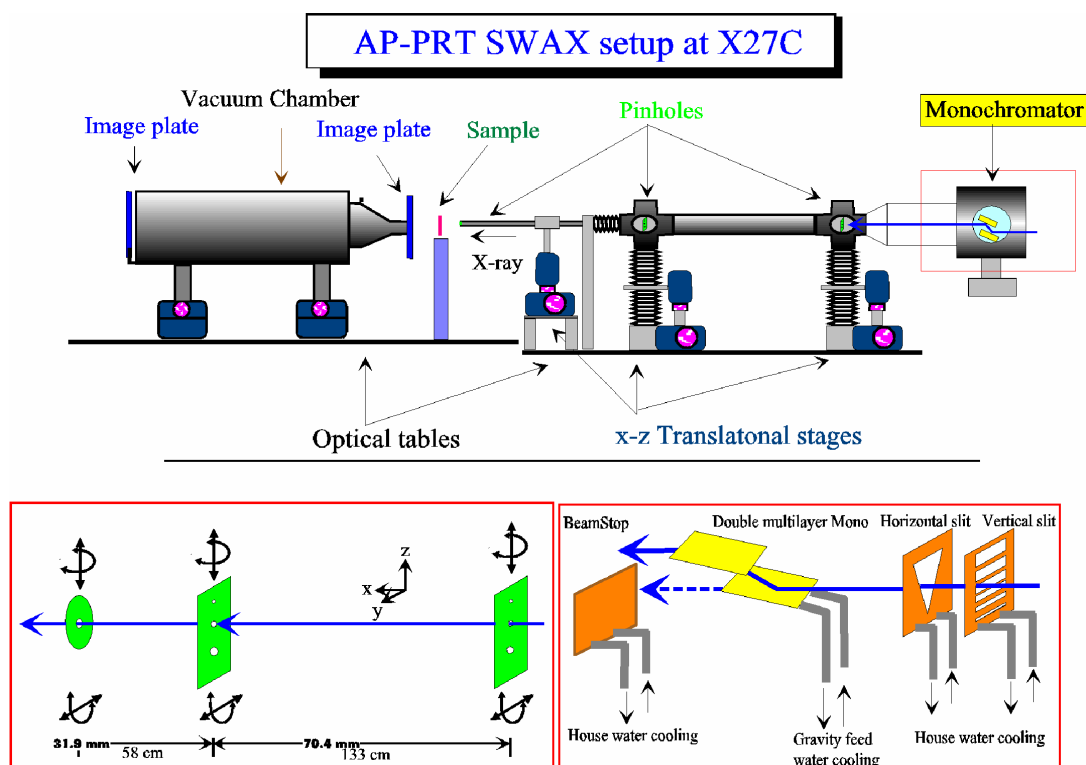 AP-PRT SWAX setup at X27C
Vacuum Chamber
Image plate
Image plate
Sample
Pinholes
Monochromator
X-ray
Optical tables
x-z Translatonal stages
z
x
y
31.9 mm
58 cm
70.4 mm
133 cm
BeamStop
Double multilayer Mono
Horizontal slit
Vertical slit
House water cooling
Gravity feed
water cooling
House water cooling